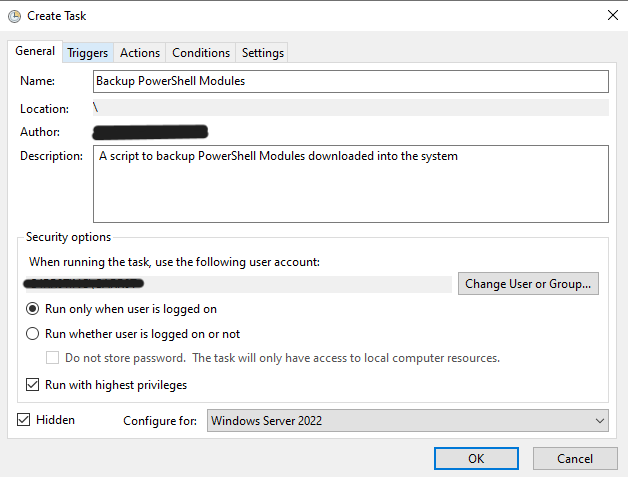 Create Task
General Triggers Actions Conditions Settings
Name: Backup PowerShell Modules
Location: \
Author:
Description: A script to backup PowerShell Modules downloaded into the system
Security options
When running the task, use the following user account:
Change User or Group...
Run only when user is logged on
Run whether user is logged on or not
Do not store password. The task will only have access to local computer resources.
Run with highest privileges
Hidden Configure for: Windows Server 2022
OK Cancel